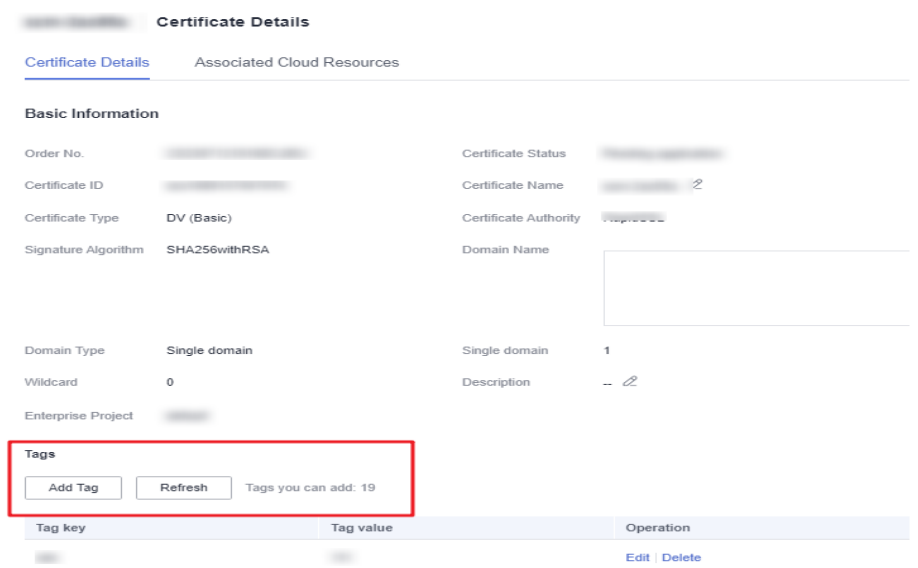 Certificate Details
Certificate Details Associated Cloud Resources
Basic Information
Order No. Certificate Status
Certificate ID Certificate Name
Certificate Type DV (Basic) Certificate Authority
Signature Algorithm SHA256withRSA Domain Name
Domain Type Single domain Single domain 1
Wildcard 0 Description --
Enterprise Project
Tags
Add Tag Refresh Tags you can add: 19
Tag key Tag value Operation
Edit | Delete